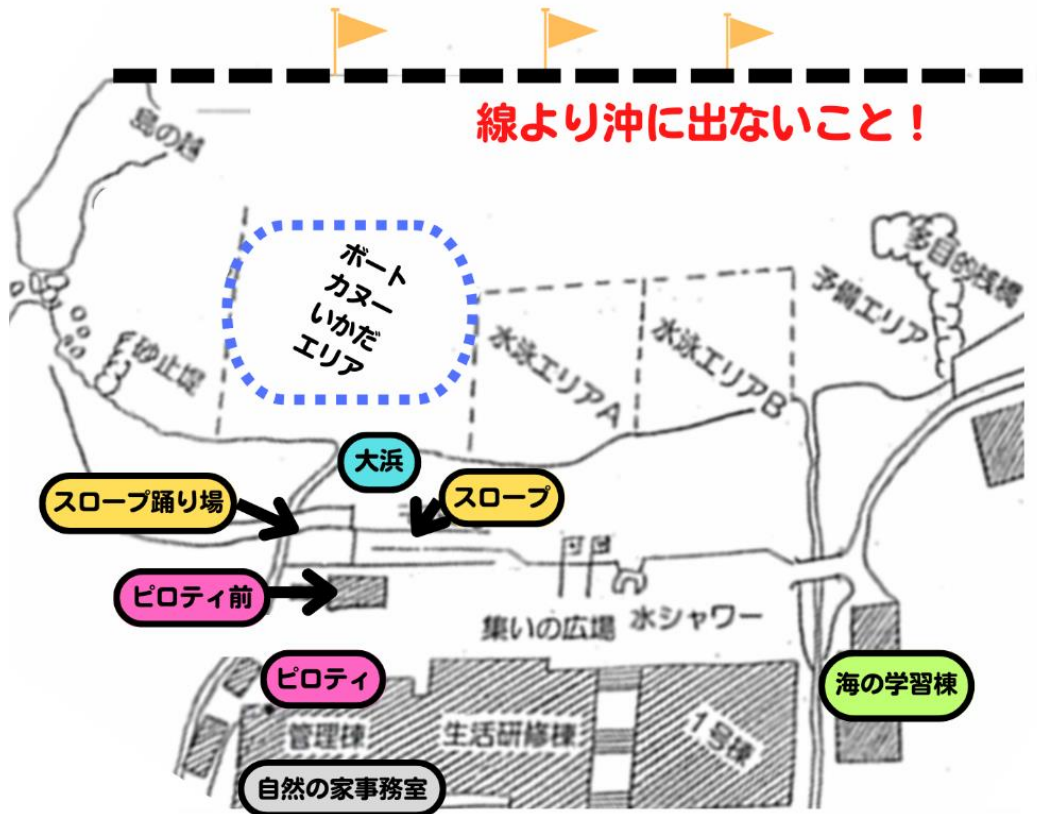 線より沖に出ないこと!
島の越
ボート
カヌー
いかだ
エリア
多目的桟橋
予備エリア
砂止堤
水泳エリアA
水泳エリアB
大浜
スロープ踊り場
スロープ
ピロティ前
集いの広場
水シャワー
ピロティ
海の学習棟
管理棟
生活研修棟
1号棟
自然の家事務室